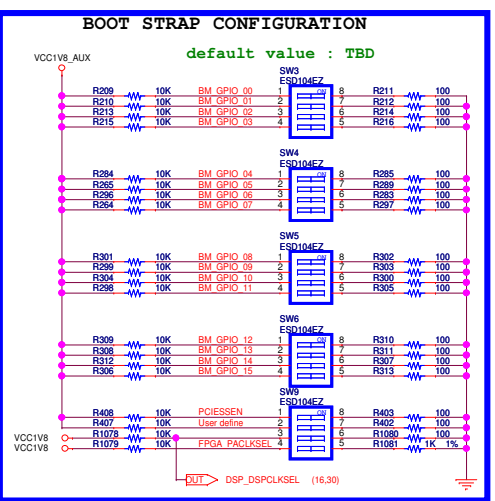 BOOT STRAP CONFIGURATION
default value : TBD
VCC1V8_AUX
SW3
ESD104EZ
R209 10K BM_GPIO_00 1 ON 8 R211 100
R210 10K BM_GPIO_01 2 7 R212 100
R213 10K BM_GPIO_02 3 6 R214 100
R215 10K BM_GPIO_03 4 5 R216 100
SW4
ESD104EZ
R284 10K BM_GPIO_04 1 ON 8 R285 100
R265 10K BM_GPIO_05 2 7 R289 100
R296 10K BM_GPIO_06 3 6 R283 100
R264 10K BM_GPIO_07 4 5 R297 100
SW5
ESD104EZ
R301 10K BM_GPIO_08 1 ON 8 R302 100
R299 10K BM_GPIO_09 2 7 R303 100
R304 10K BM_GPIO_10 3 6 R300 100
R298 10K BM_GPIO_11 4 5 R305 100
SW6
ESD104EZ
R309 10K BM_GPIO_12 1 ON 8 R310 100
R308 10K BM_GPIO_13 2 7 R311 100
R312 10K BM_GPIO_14 3 6 R307 100
R306 10K BM_GPIO_15 4 5 R313 100
SW9
ESD104EZ
R408 10K PCIESSEN 1 ON 8 R403 100
R407 10K User define 2 7 R402 100
VCC1V8 R1078 10K 3 6 R1080 100
VCC1V8 R1079 10K FPGA_PACLKSEL 4 5 R1081 1K 1%
OUT DSP_DSPCLKSEL (16,30)